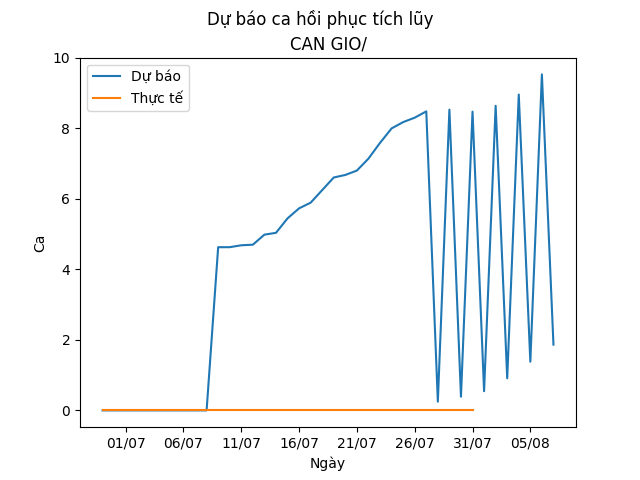 Dự báo ca hồi phục tích lũy
CAN GIO/
Dự báo
Thực tế
Ca
10
8
6
4
2
0
01/07 06/07 11/07 16/07 21/07 26/07 31/07 05/08
Ngày